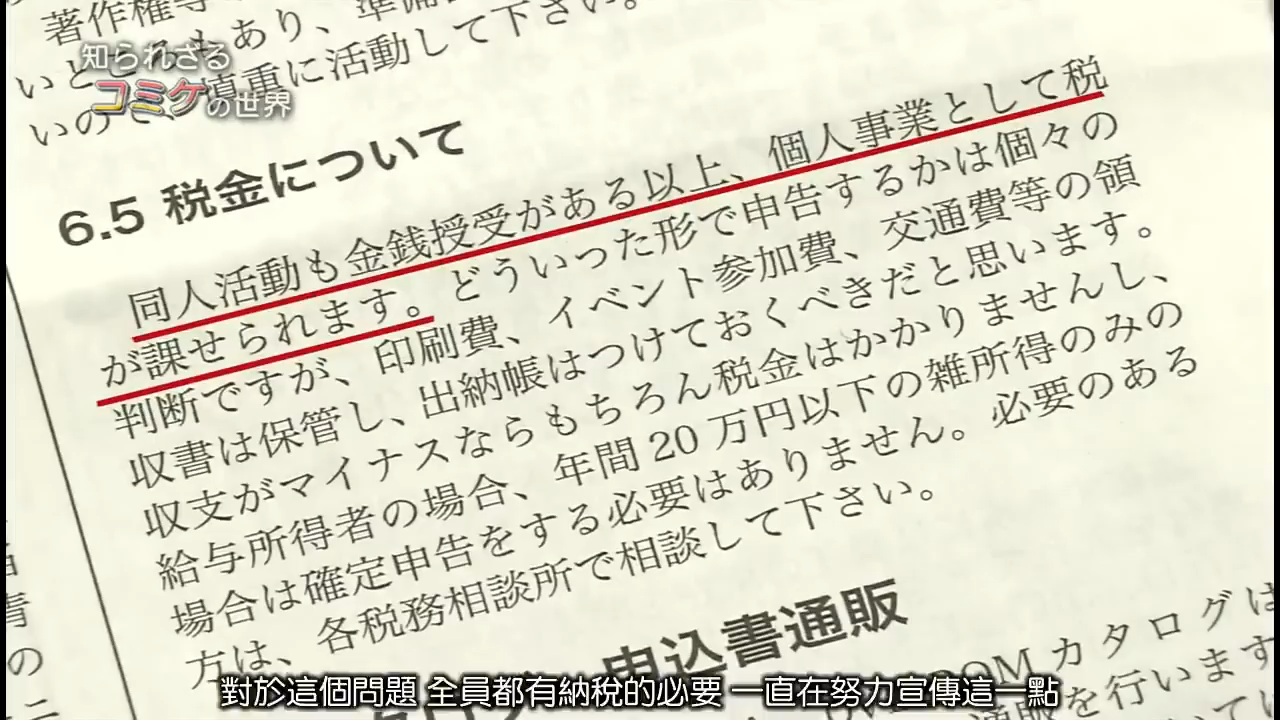 著作権等
いところもあり、準備
慎重に活動して下さい。
いので、
知られざる
コミケの世界
6.5 税金について
同人活動も金銭授受がある以上、個人事業として税
が課せられます。どういった形で申告するかは個々の
判断ですが、印刷費、イベント参加費、交通費等の領
収書は保管し、出納帳はつけておくべきだと思います。
収支がマイナスならもちろん税金はかかりませんし、
給与所得者の場合、年間20万円以下の雑所得のみの
場合は確定申告をする必要はありません。必要のある
方は、各税務相談所で相談して下さい。
申込書通販
ROMカタログは
通販を行います
對於這個問題 全員都有納稅的必要 一直在努力宣傳這一點